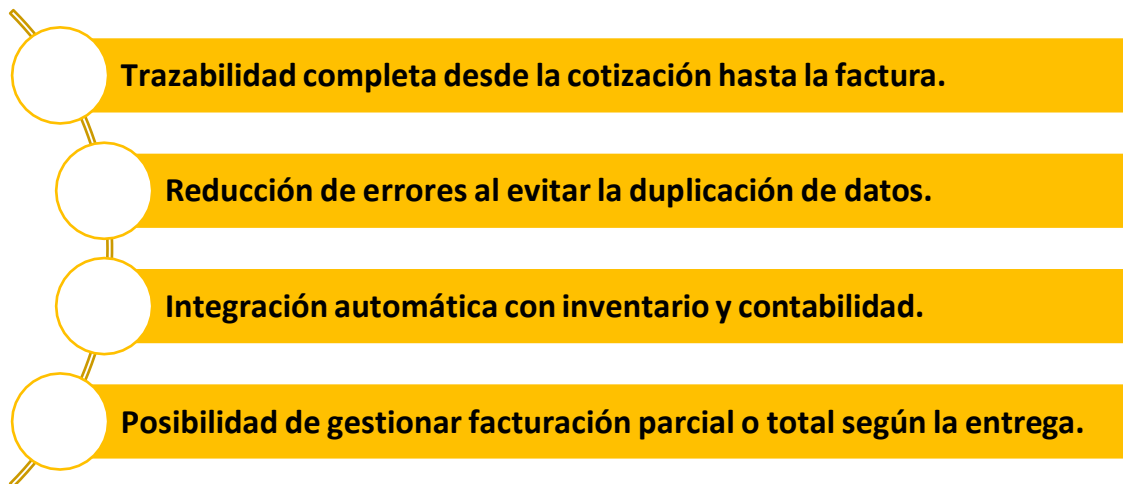 Trazabilidad completa desde la cotización hasta la factura.
Reducción de errores al evitar la duplicación de datos.
Integración automática con inventario y contabilidad.
Posibilidad de gestionar facturación parcial o total según la entrega.